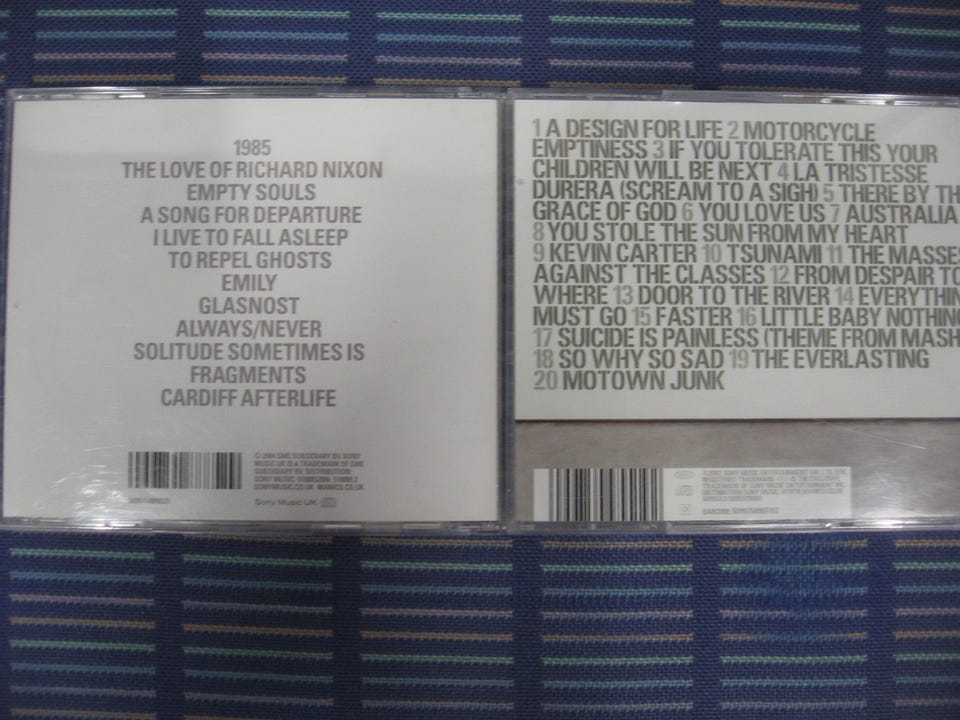 1985
THE LOVE OF RICHARD NIXON
EMPTY SOULS
A SONG FOR DEPARTURE
I LIVE TO FALL ASLEEP
TO REPEL GHOSTS
EMILY
GLASNOST
ALWAYS/NEVER
SOLITUDE SOMETIMES IS
FRAGMENTS
CARDIFF AFTERLIFE
Sony Music UK
1 A DESIGN FOR LIFE 2 MOTORCYCLE
EMPTINESS 3 IF YOU TOLERATE THIS YOUR
CHILDREN WILL BE NEXT 4 LA TRISTESSE
DURERA (SCREAM TO A SIGH) 5 THERE BY TH
GRACE OF GOD 6 YOU LOVE US 7 AUSTRALIA
8 YOU STOLE THE SUN FROM MY HEART
9 KEVIN CARTER 10 TSUNAMI 11 THE MASSES
AGAINST THE CLASSES 12 FROM DESPAIR TO
WHERE 13 DOOR TO THE RIVER 14 EVERYTHIN
MUST GO 15 FASTER 16 LITTLE BABY NOTHING
17 SUICIDE IS PAINLESS (THEME FROM MASH
18 SO WHY SO SAD 19 THE EVERLASTING
20 MOTOWN JUNK